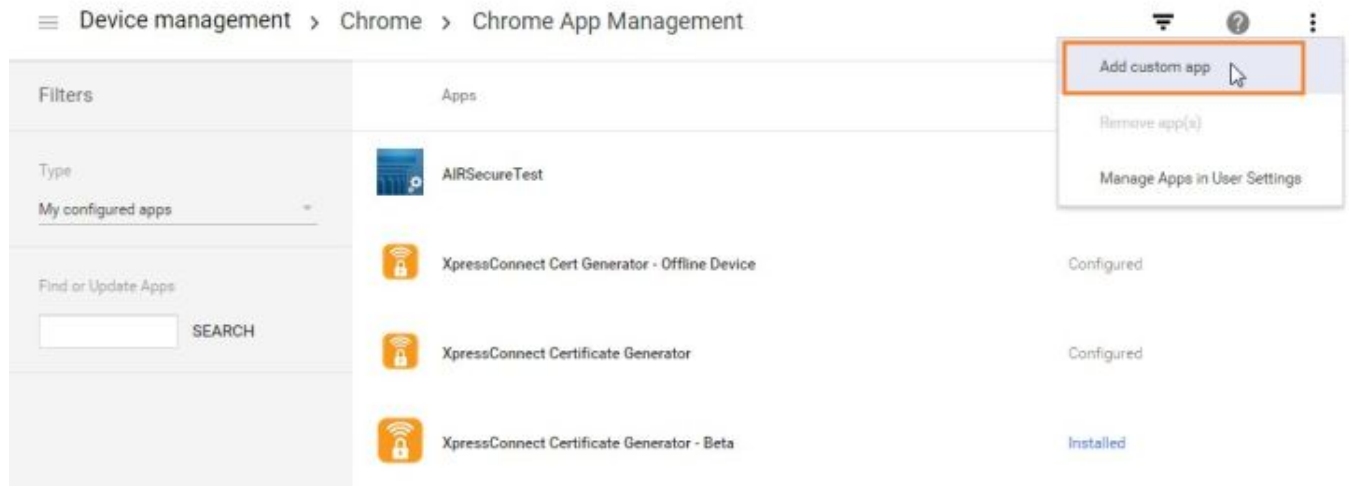 Device management > Chrome > Chrome App Management
Add custom app
Filters
Apps
Remove app(s)
Type
AIRSecureTest
Manage Apps in User Settings
My configured apps
XpressConnect Cert Generator - Offline Device
Configured
Find or Update Apps
SEARCH
XpressConnect Certificate Generator
Configured
XpressConnect Certificate Generator - Beta
Installed